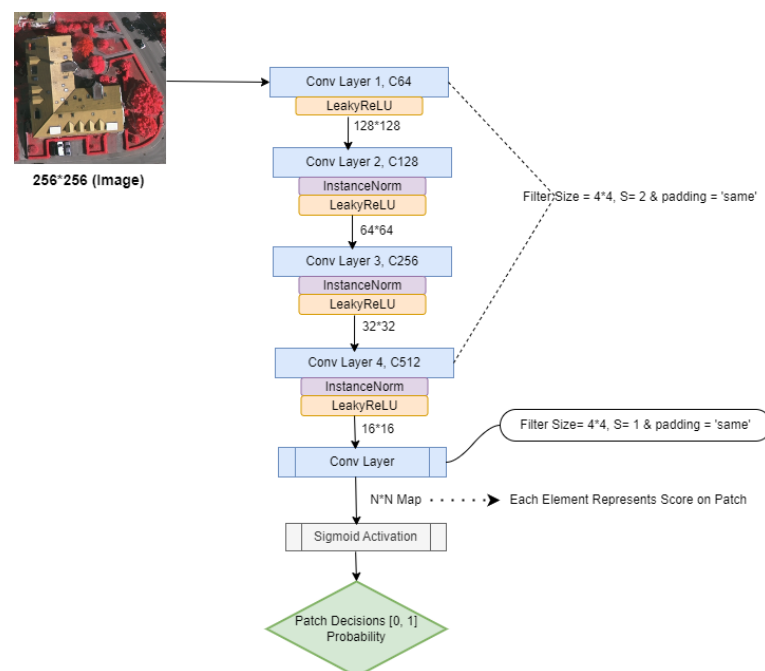 256*256 (Image)
Conv Layer 1, C64
LeakyReLU
128*128
Conv Layer 2, C128
InstanceNorm
LeakyReLU
64*64
Filter Size = 4*4, S= 2 & padding = 'same'
Conv Layer 3, C256
InstanceNorm
LeakyReLU
32*32
Conv Layer 4, C512
InstanceNorm
LeakyReLU
16*16
Filter Size= 4*4, S= 1 & padding = 'same'
Conv Layer
N*N Map
Each Element Represents Score on Patch
Sigmoid Activation
Patch Decisions [0, 1]
Probability